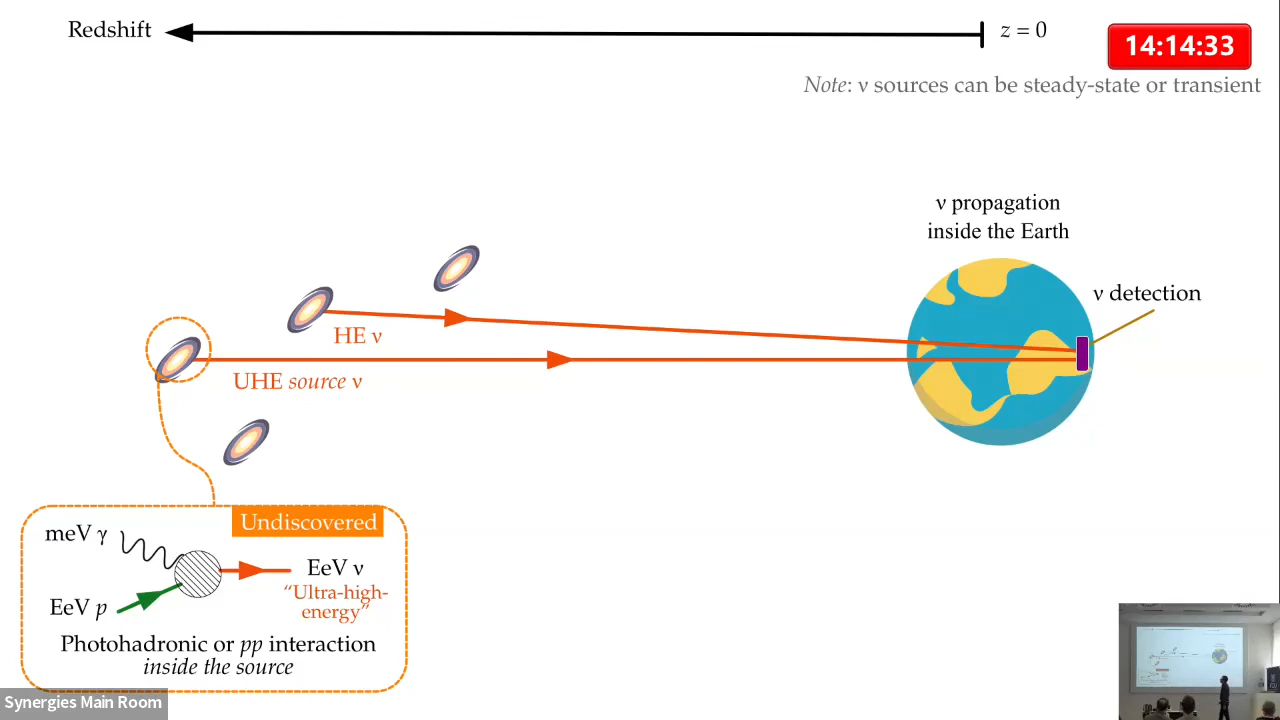 Redshift
z = 0
14:14:33
Note: ν sources can be steady-state or transient
ν propagation
inside the Earth
ν detection
HE ν
UHE source ν
Undiscovered
meV γ
EeV ν
“Ultra-high-
energy”
EeV p
Photohadronic or pp interaction
inside the source
Synergies Main Room